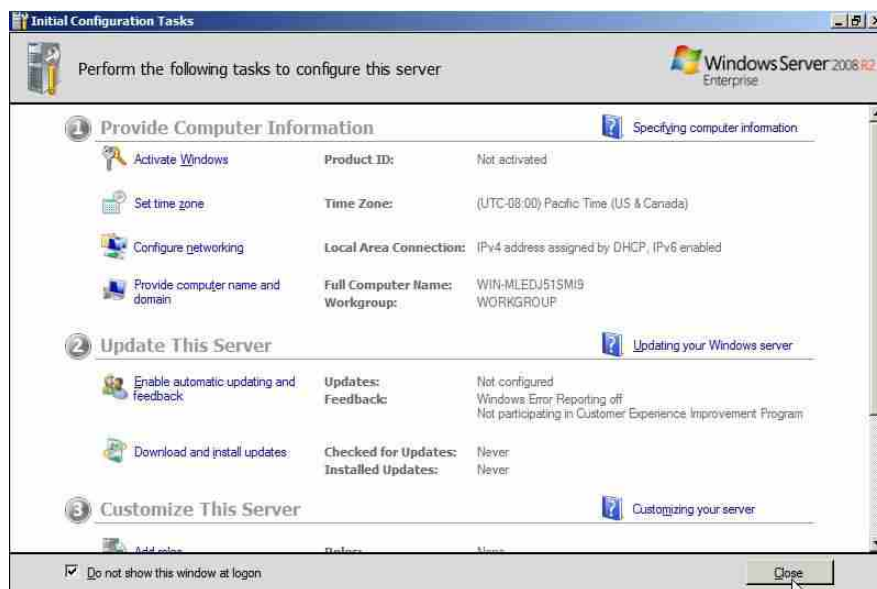 Initial Configuration Tasks
Perform the following tasks to configure this server
Windows Server 2008 R2
Enterprise
1 Provide Computer Information
Specifying computer information
Activate Windows Product ID: Not activated
Set time zone Time Zone: (UTC-08:00) Pacific Time (US & Canada)
Configure networking Local Area Connection: IPv4 address assigned by DHCP, IPv6 enabled
Provide computer name and domain
Full Computer Name: WIN-MLEDJ51SMI9
Workgroup: WORKGROUP
2 Update This Server
Updating your Windows server
Enable automatic updating and feedback
Updates: Not configured
Feedback: Windows Error Reporting off
Not participating in Customer Experience Improvement Program
Download and install updates
Checked for Updates: Never
Installed Updates: Never
3 Customize This Server
Customizing your server
Add roles Roles: None
Do not show this window at logon
Close